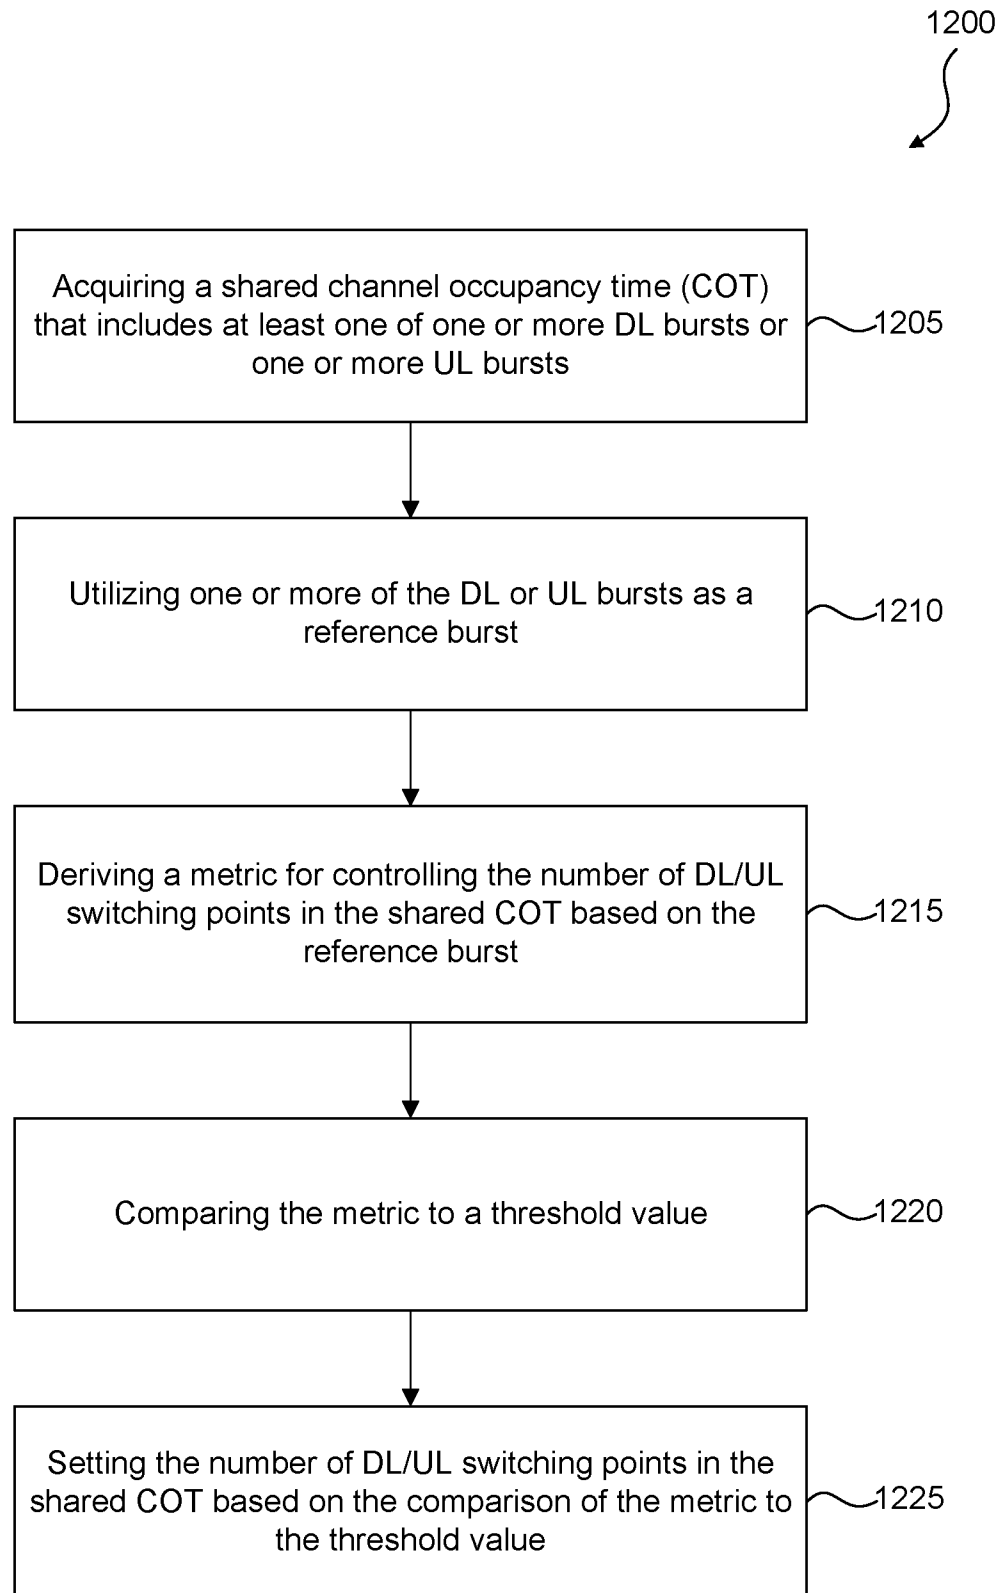 1200
Acquiring a shared channel occupancy time (COT)
that includes at least one of one or more DL bursts or
one or more UL bursts
1205
Utilizing one or more of the DL or UL bursts as a
reference burst
1210
Deriving a metric for controlling the number of DL/UL
switching points in the shared COT based on the
reference burst
1215
Comparing the metric to a threshold value
1220
Setting the number of DL/UL switching points in the
shared COT based on the comparison of the metric to
the threshold value
1225